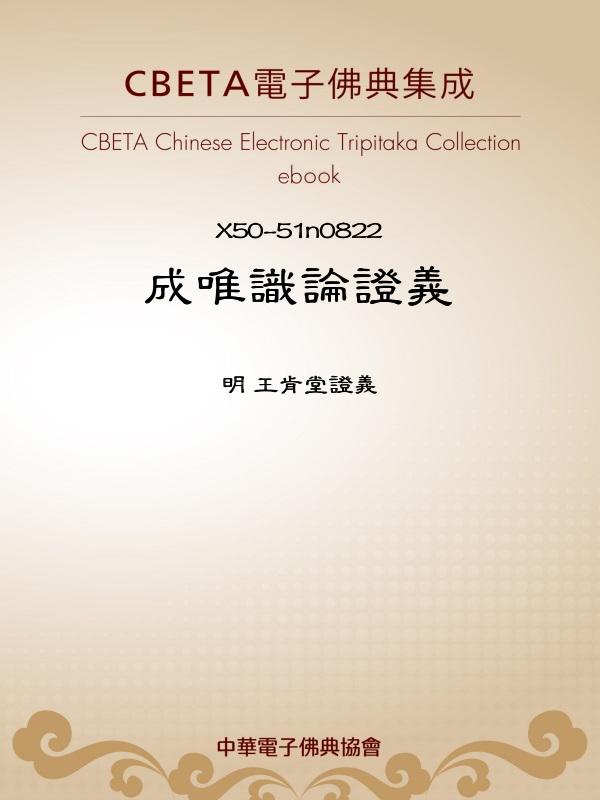 CBETA電子佛典集成
CBETA Chinese Electronic Tripitaka Collection
ebook
X50-51n0822
成唯識論證義
明 王肯堂證義
中華電子佛典協會